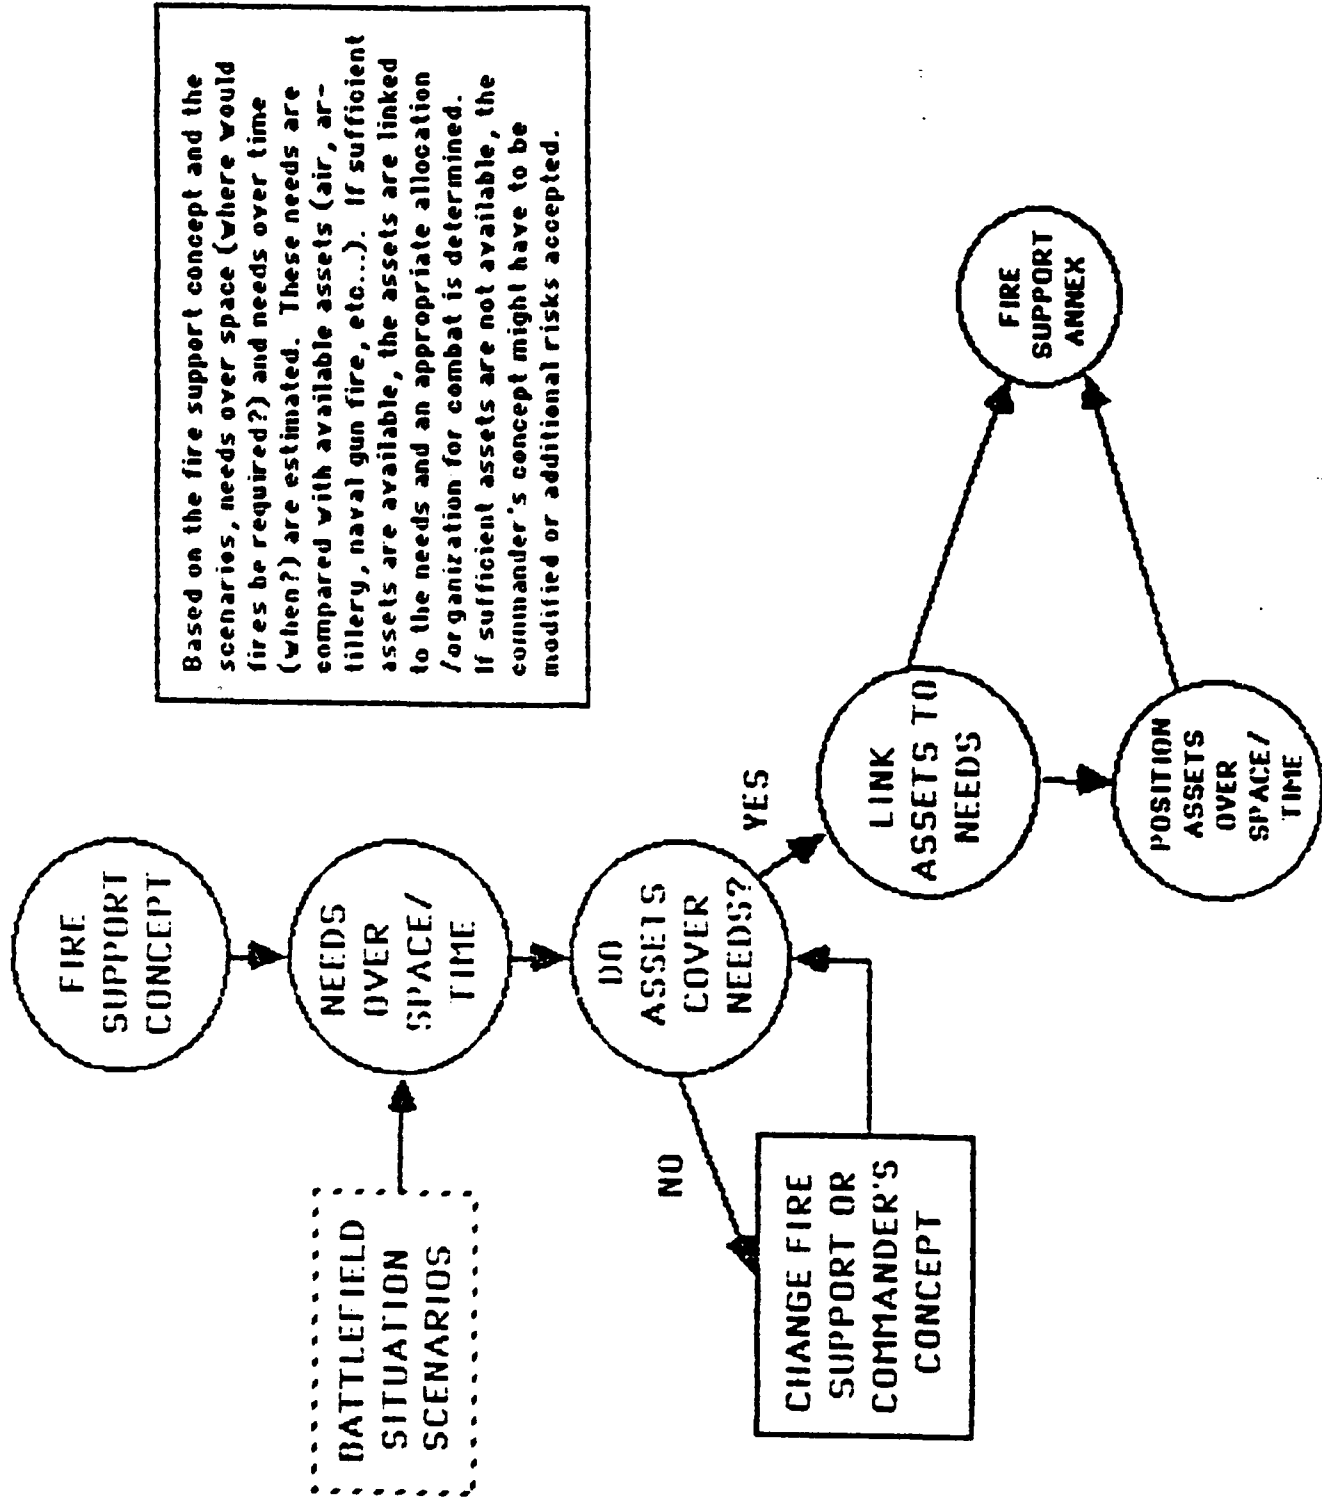 FIRE
SUPPORT
CONCEPT
Based on the fire support concept and the
scenarios, needs over space (where would
fires be required?) and needs over time
(when?) are estimated. These needs are
compared with available assets (air, ar-
tillery, naval gun fire, etc...). If sufficient
assets are available, the assets are linked
to the needs and an appropriate allocation
/organization for combat is determined.
If sufficient assets are not available, the
commander's concept might have to be
modified or additional risks accepted.
BATTLEFIELD
SITUATION
SCENARIOS
NEEDS
OVER
SPACE/
TIME
DO
ASSETS
COVER
NEEDS?
NO
YES
CHANGE FIRE
SUPPORT OR
COMMANDER'S
CONCEPT
LINK
ASSETS TO
NEEDS
FIRE
SUPPORT
ANNEX
POSITION
ASSETS
OVER
SPACE/
TIME